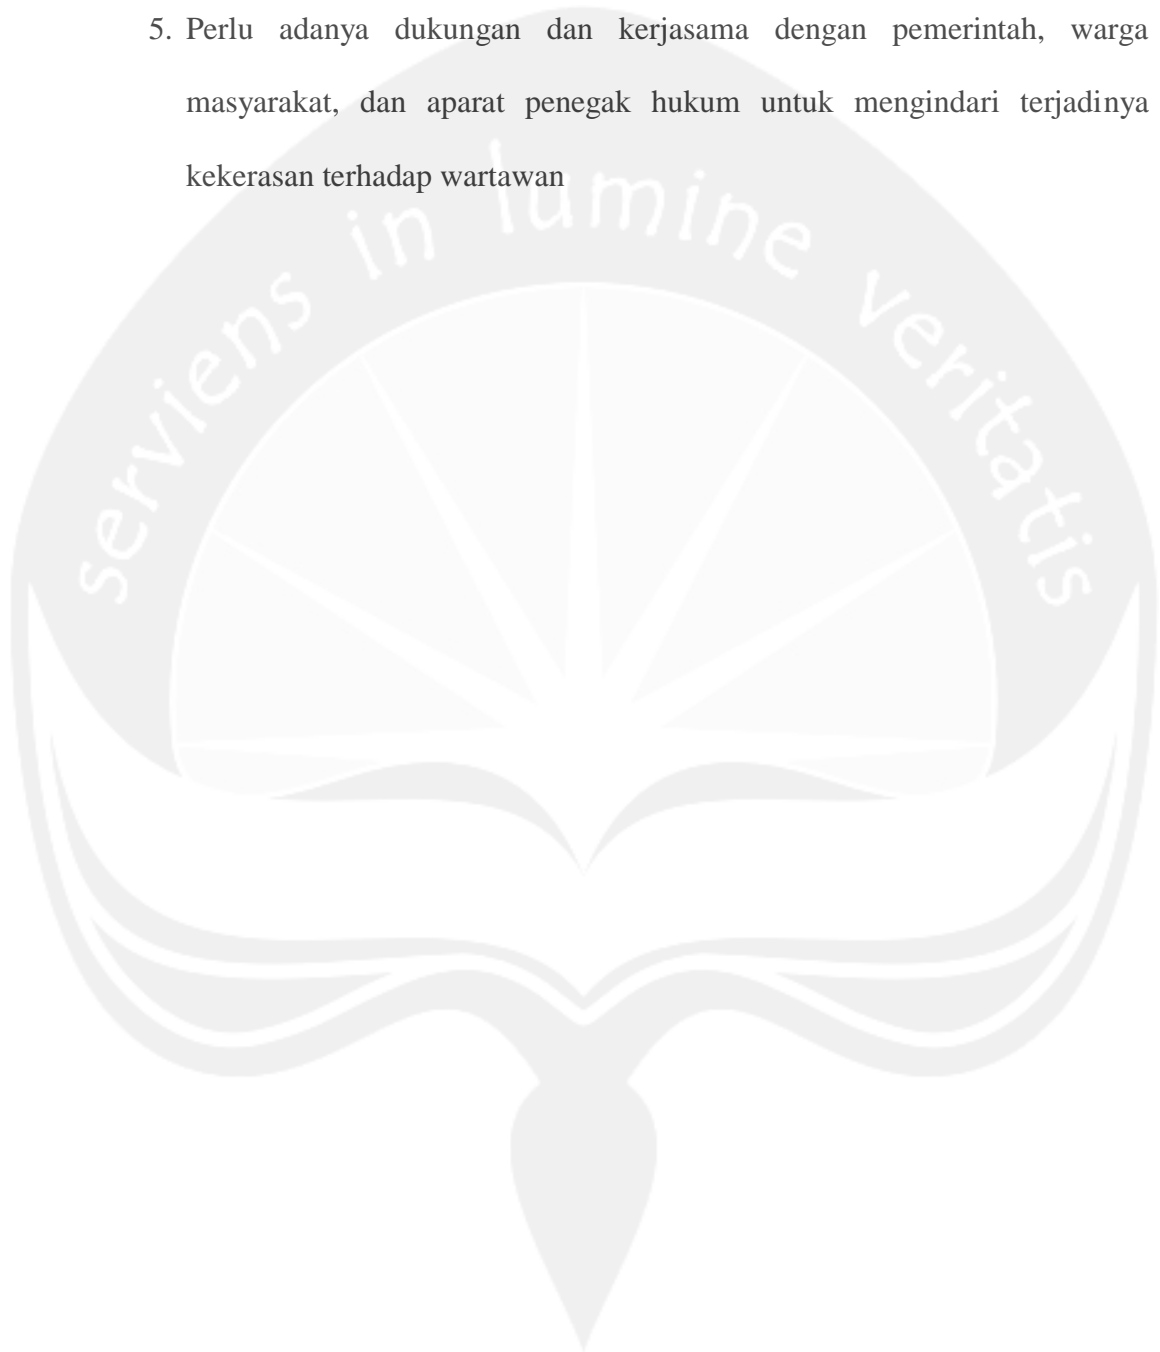 5. Perlu adanya dukungan dan kerjasama dengan pemerintah, warga
masyarakat, dan aparat penegak hukum untuk mengindari terjadinya
kekerasan terhadap wartawan
serviens in lumine veritatis